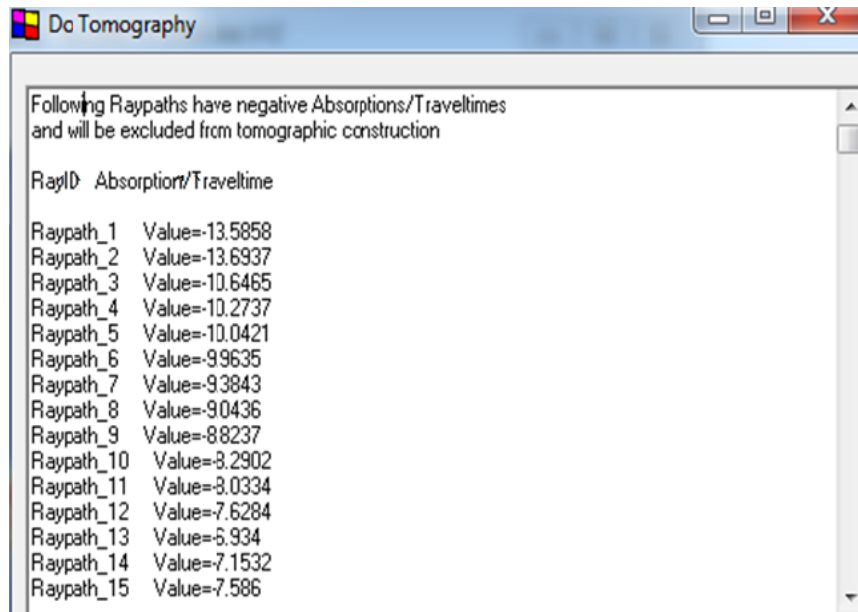 Do Tomography
Following Raypaths have negative Absorptions/Traveltimes
and will be excluded from tomographic construction
RayID Absorption/Traveltime
Raypath_1 Value=-13.5858
Raypath_2 Value=-13.6937
Raypath_3 Value=-10.6465
Raypath_4 Value=-10.2737
Raypath_5 Value=-10.0421
Raypath_6 Value=-9.9635
Raypath_7 Value=-9.3843
Raypath_8 Value=-9.0436
Raypath_9 Value=-8.8237
Raypath_10 Value=-8.2902
Raypath_11 Value=-8.0334
Raypath_12 Value=-7.6284
Raypath_13 Value=-6.934
Raypath_14 Value=-7.1532
Raypath_15 Value=-7.586